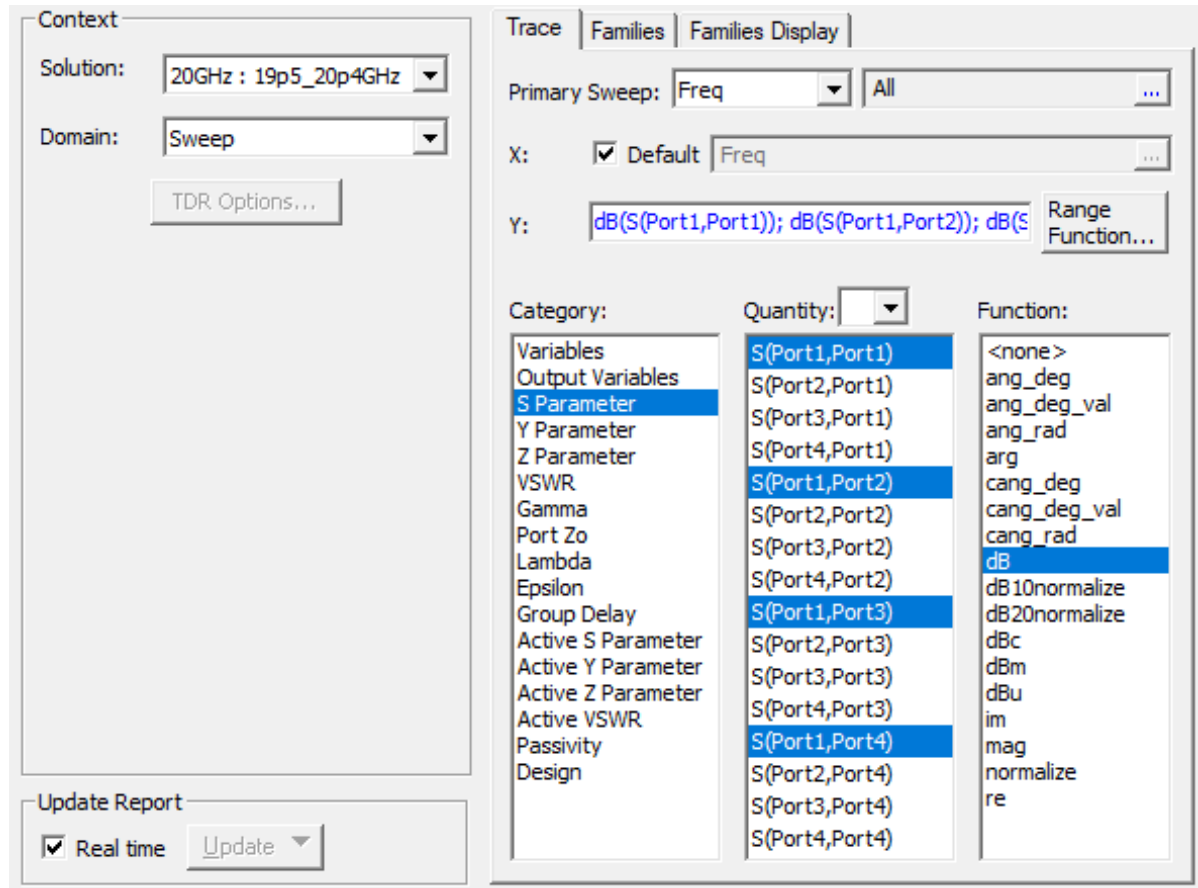 Context
Solution: 20GHz : 19p5_20p4GHz
Domain: Sweep
TDR Options...
Update Report
Real time Update
Trace Families Families Display
Primary Sweep: Freq All ...
X: Default Freq ...
Y: dB(S(Port1,Port1)); dB(S(Port1,Port2)); dB(S
Range
Function...
Category:
Variables
Output Variables
S Parameter
Y Parameter
Z Parameter
VSWR
Gamma
Port Zo
Lambda
Epsilon
Group Delay
Active S Parameter
Active Y Parameter
Active Z Parameter
Active VSWR
Passivity
Design
Quantity:
S(Port1,Port1)
S(Port2,Port1)
S(Port3,Port1)
S(Port4,Port1)
S(Port1,Port2)
S(Port2,Port2)
S(Port3,Port2)
S(Port4,Port2)
S(Port1,Port3)
S(Port2,Port3)
S(Port3,Port3)
S(Port4,Port3)
S(Port1,Port4)
S(Port2,Port4)
S(Port3,Port4)
S(Port4,Port4)
Function:
<none>
ang_deg
ang_deg_val
ang_rad
arg
cang_deg
cang_deg_val
cang_rad
dB
dB10normalize
dB20normalize
dBc
dBm
dBu
im
mag
normalize
re